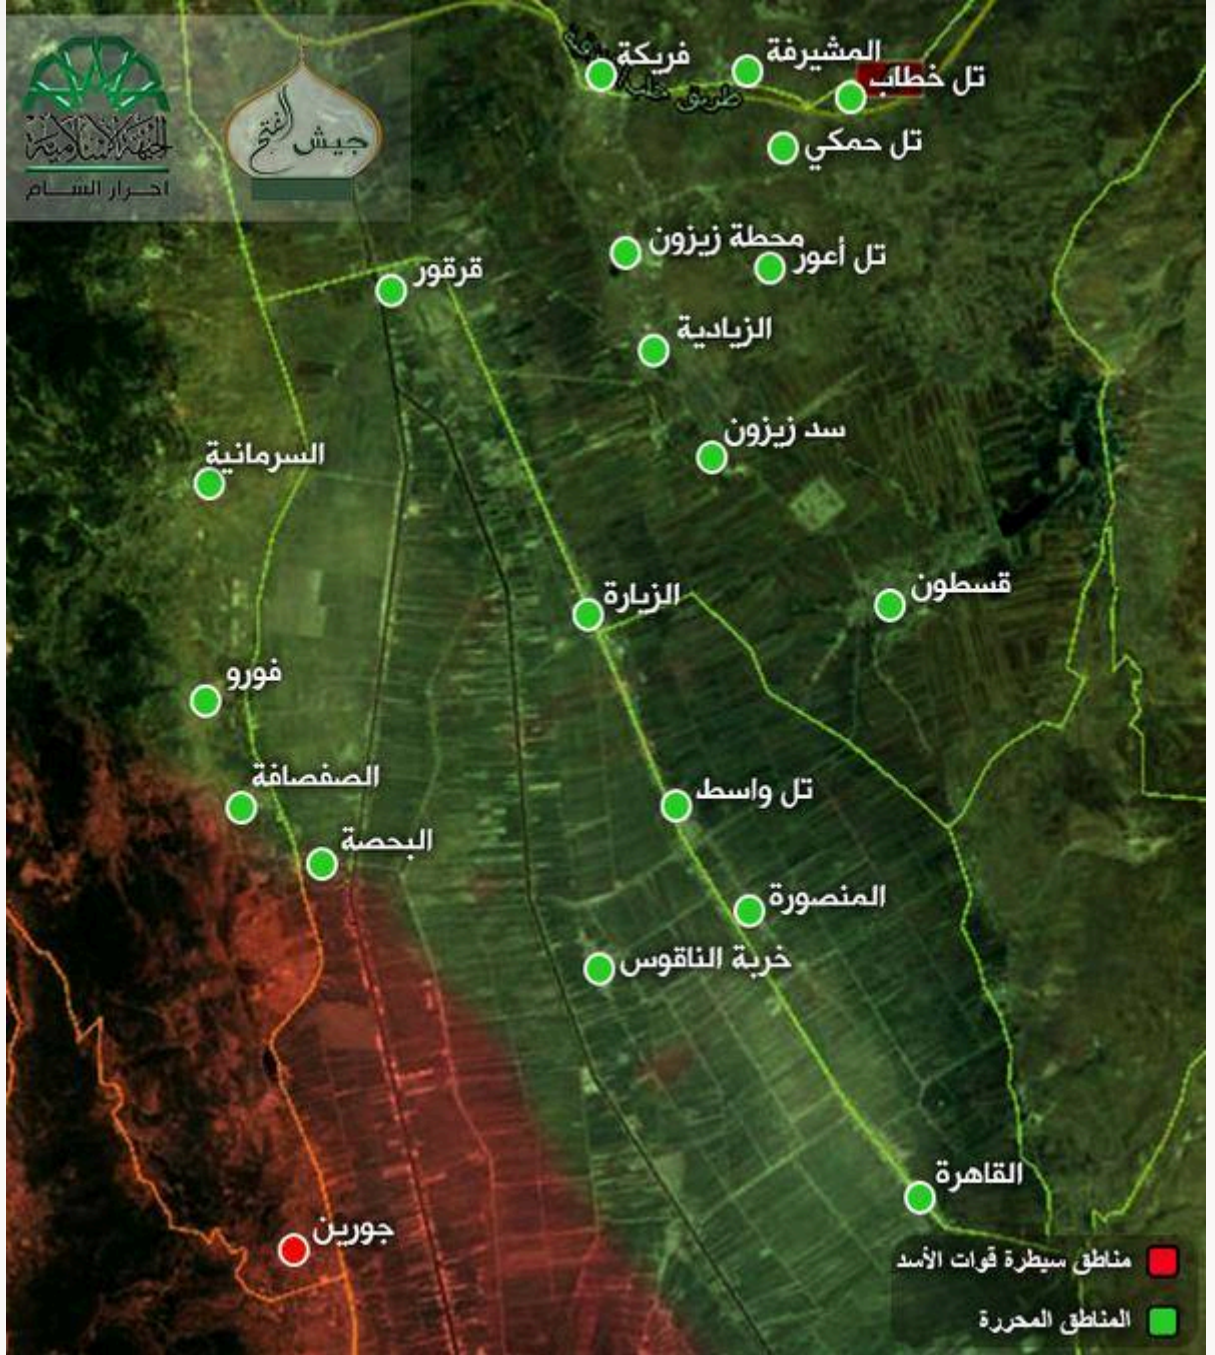 الجبهة الإسلامية
احرار الشام
جيش الفتح
فريكة
المشيرفة
تل خطاب
طريق حلب
تل حمكي
محطة زيزون
تل أعور
قرقور
الزيادية
سد زيزون
السرمانية
قسطون
الزيارة
فورو
الصفصافة
تل واسط
البحصة
المنصورة
خربة الناقوس
القاهرة
جورين
مناطق سيطرة قوات الأسد
المناطق المحررة